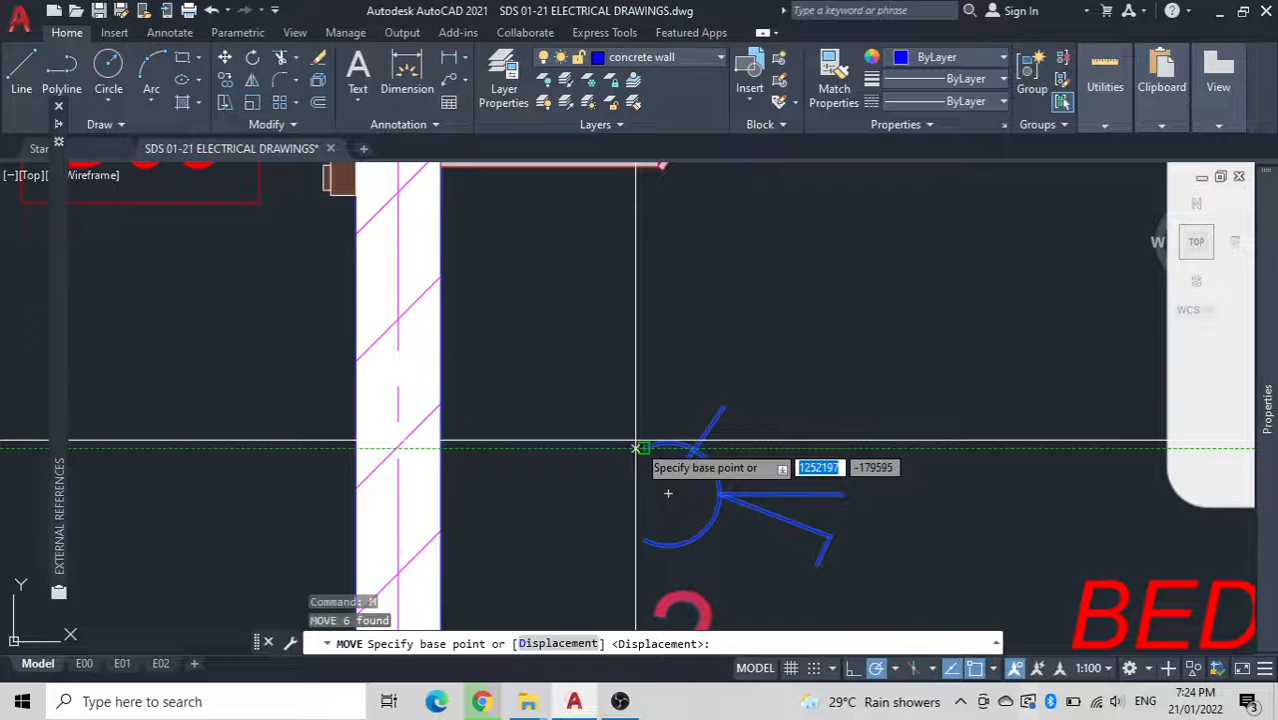 Autodesk AutoCAD 2021 SDS 01-21 ELECTRICAL DRAWINGS.dwg
Type a keyword or phrase
Sign In
Home Insert Annotate Parametric View Manage Output Add-ins Collaborate Express Tools Featured Apps
concrete wall
ByLayer
ByLayer
ByLayer
Line Polyline Circle Arc
Text Dimension
Layer
Properties
Insert
Match
Properties
Group
Utilities
Clipboard
View
Draw
Modify
Annotation
Layers
Block
Properties
Groups
Star
SDS 01-21 ELECTRICAL DRAWINGS*
[−][Top][
Wireframe]
N
W
TOP
S
WCS
Properties
EXTERNAL REFERENCES
Specify base point or
1252197
-179595
2
BED
Y
X
Command: M
MOVE 6 found
MOVE Specify base point or [Displacement] <Displacement>:
Model E00 E01 E02
MODEL
1:100
Type here to search
29°C Rain showers
ENG
7:24 PM
21/01/2022
3